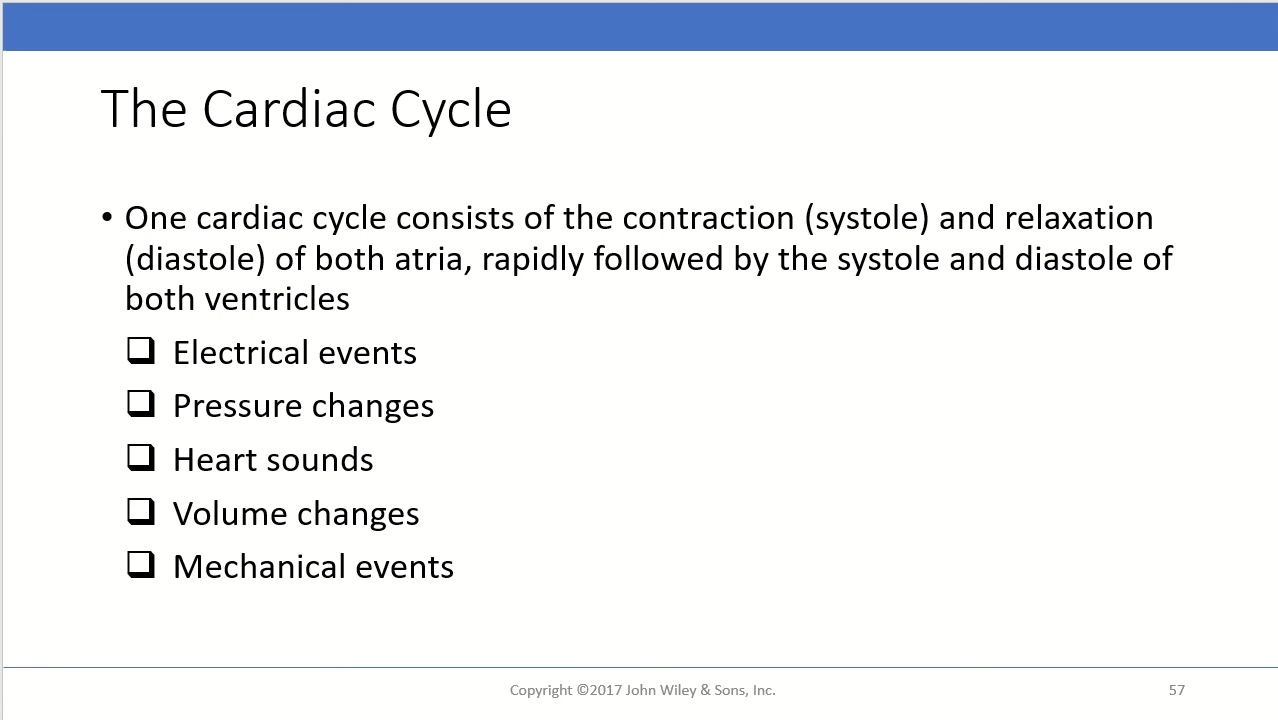 The Cardiac Cycle
• One cardiac cycle consists of the contraction (systole) and relaxation
(diastole) of both atria, rapidly followed by the systole and diastole of
both ventricles
❑ Electrical events
❑ Pressure changes
❑ Heart sounds
❑ Volume changes
❑ Mechanical events
Copyright ©2017 John Wiley & Sons, Inc.
57